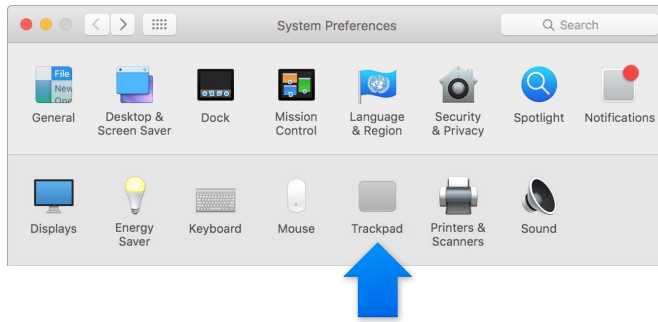 System Preferences
Search
File
New
Ope
General
Desktop &
Screen Saver
Dock
Mission
Control
Language
& Region
Security
& Privacy
Spotlight
Notifications
Displays
Energy
Saver
Keyboard
Mouse
Trackpad
Printers &
Scanners
Sound